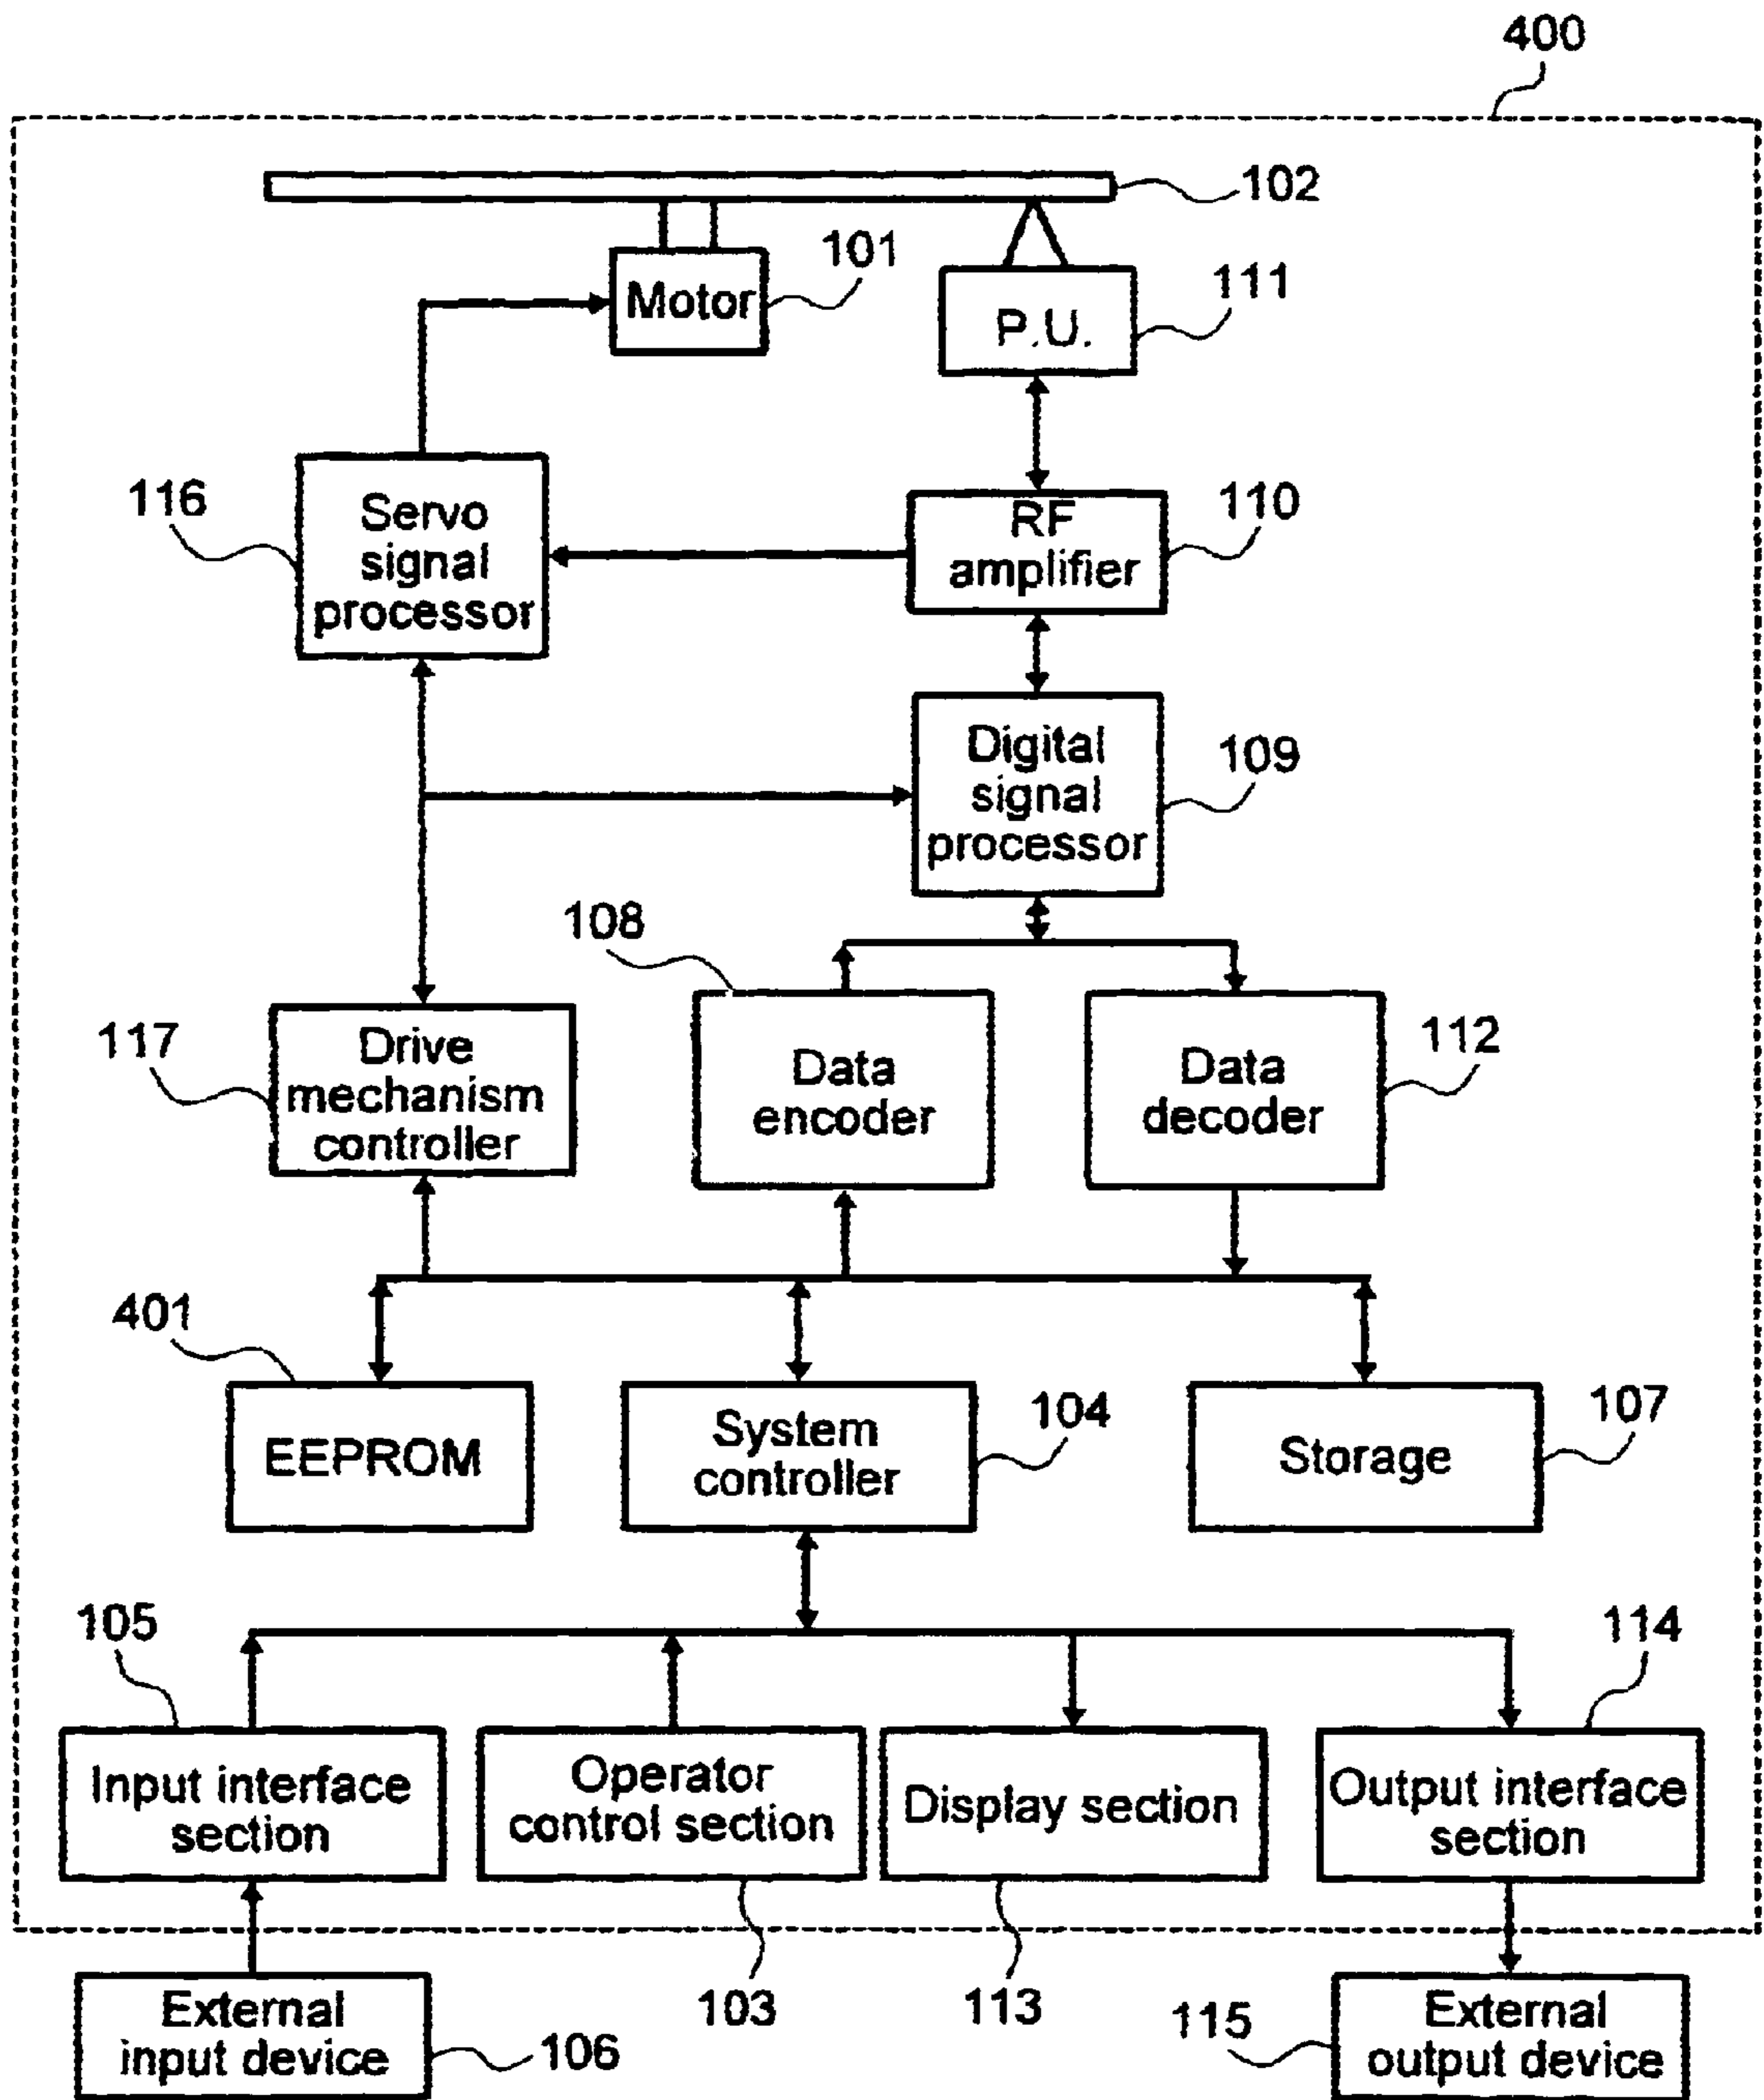 400
102
Motor
101
P.U.
111
116
Servo
signal
processor
RF
amplifier
110
Digital
signal
processor
109
108
117
Drive
mechanism
controller
Data
encoder
Data
decoder
112
401
EEPROM
System
controller
104
Storage
107
105
114
Input interface
section
Operator
control section
Display section
Output interface
section
103
113
External
input device
106
115
External
output device